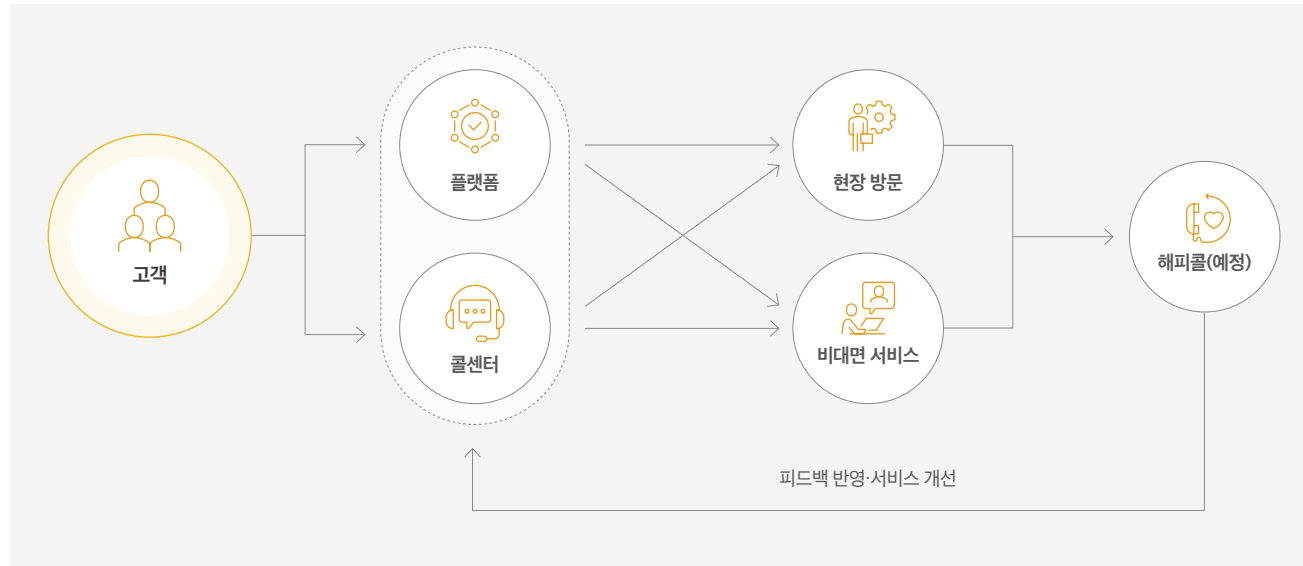 고객
플랫폼
콜센터
현장 방문
비대면 서비스
해피콜(예정)
피드백 반영·서비스 개선